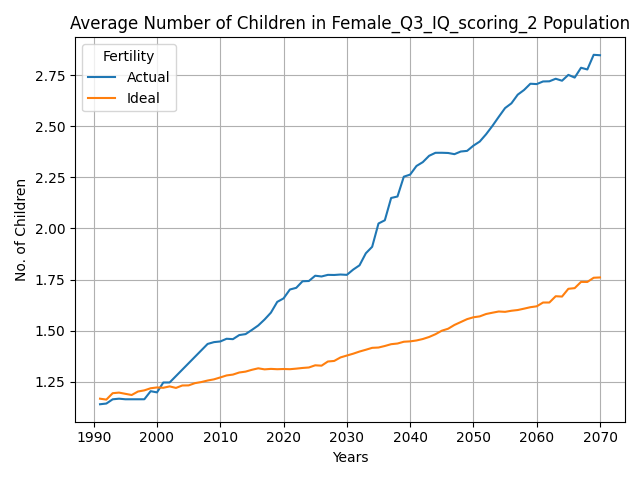 Average Number of Children in Female_Q3_IQ_scoring_2 Population
Fertility
Actual
Ideal
No. of Children
2.75
2.50
2.25
2.00
1.75
1.50
1.25
1990 2000 2010 2020 2030 2040 2050 2060 2070
Years